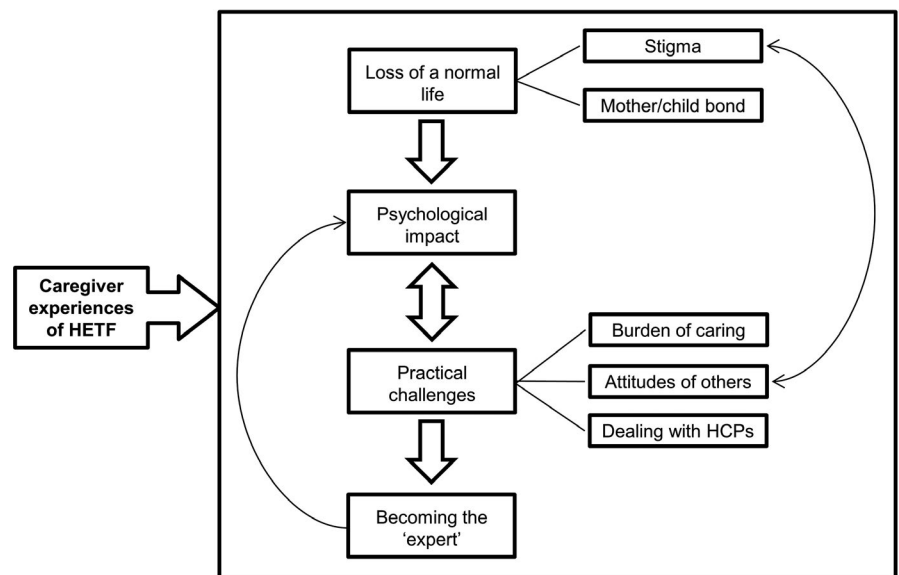 Caregiver
experiences
of HETF
Loss of a normal
life
Stigma
Mother/child bond
Psychological
impact
Practical
challenges
Burden of caring
Attitudes of others
Dealing with HCPs
Becoming the
‘expert’